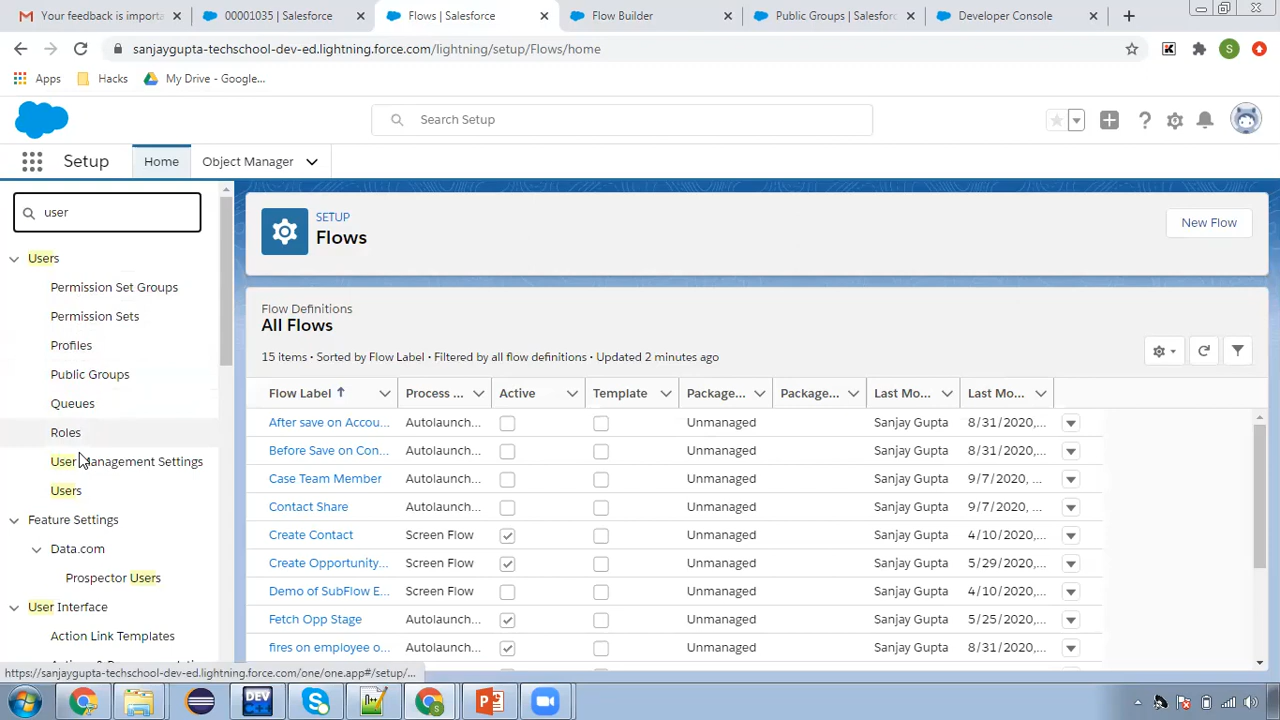 Your feedback is importa
00001035 | Salesforce
Flows | Salesforce
Flow Builder
Public Groups | Salesforc
Developer Console
sanjaygupta-techschool-dev-ed.lightning.force.com/lightning/setup/Flows/home
S
Apps
Hacks
My Drive - Google...
Search Setup
Setup
Home
Object Manager
user
SETUP
Flows
New Flow
Users
Permission Set Groups
Permission Sets
Profiles
Public Groups
Queues
Roles
User Management Settings
Users
Feature Settings
Data.com
Prospector Users
User Interface
Action Link Templates
Flow Definitions
All Flows
15 items • Sorted by Flow Label • Filtered by all flow definitions • Updated 2 minutes ago
Flow Label Process ... Active Template Package... Package... Last Mo... Last Mo...
After save on Accou... Autolaunch... Unmanaged Sanjay Gupta 8/31/2020,...
Before Save on Con... Autolaunch... Unmanaged Sanjay Gupta 8/31/2020,...
Case Team Member Autolaunch... Unmanaged Sanjay Gupta 9/7/2020, ...
Contact Share Autolaunch... Unmanaged Sanjay Gupta 9/7/2020, ...
Create Contact Screen Flow Unmanaged Sanjay Gupta 4/10/2020,...
Create Opportunity... Screen Flow Unmanaged Sanjay Gupta 5/29/2020,...
Demo of SubFlow E... Screen Flow Unmanaged Sanjay Gupta 4/10/2020,...
Fetch Opp Stage Autolaunch... Unmanaged Sanjay Gupta 5/25/2020,...
fires on employee o... Autolaunch... Unmanaged Sanjay Gupta 8/31/2020,...
https://sanjaygupta-techschool-dev-ed.lightning.force.com/one/one.app#/setup/...
DEV